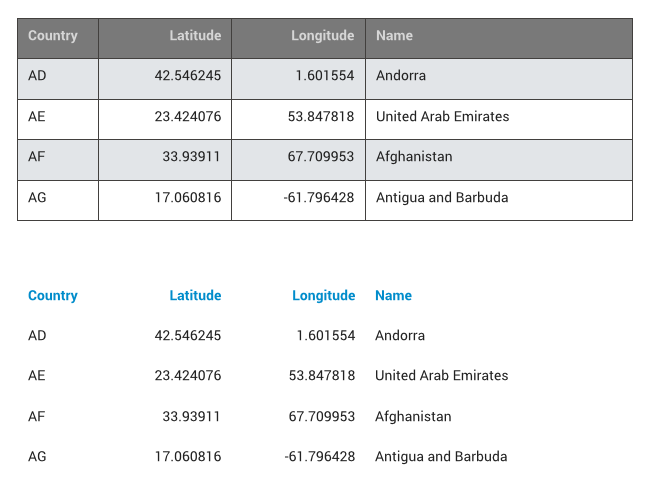 Country Latitude Longitude Name
AD 42.546245 1.601554 Andorra
AE 23.424076 53.847818 United Arab Emirates
AF 33.93911 67.709953 Afghanistan
AG 17.060816 -61.796428 Antigua and Barbuda
Country Latitude Longitude Name
AD 42.546245 1.601554 Andorra
AE 23.424076 53.847818 United Arab Emirates
AF 33.93911 67.709953 Afghanistan
AG 17.060816 -61.796428 Antigua and Barbuda